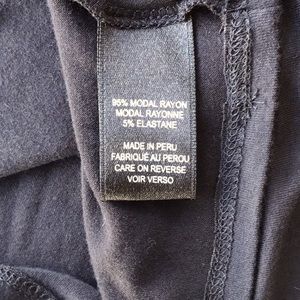 95% MODAL RAYON
MODAL RAYONNE
5% ELASTANE
MADE IN PERU
FABRIQUÉ AU PEROU
CARE ON REVERSE
VOIR VERSO